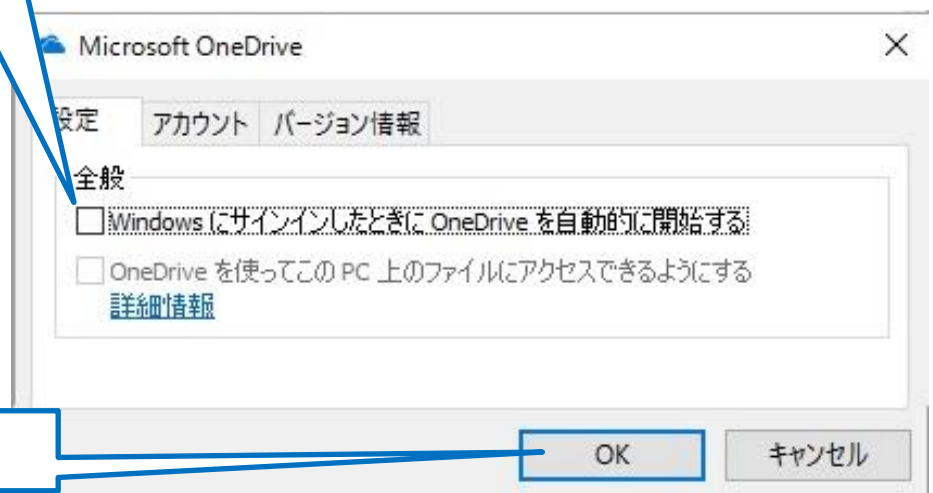 Microsoft OneDrive
設定 アカウント バージョン情報
全般
Windows にサインインしたときに OneDrive を自動的に開始する
OneDrive を使ってこの PC 上のファイルにアクセスできるようにする
詳細情報
OK キャンセル